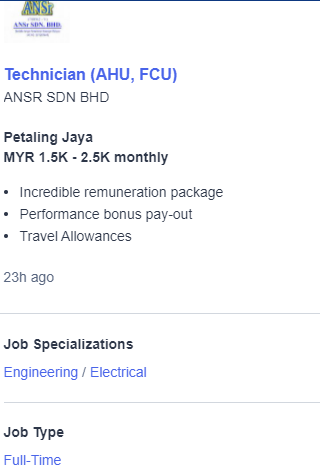 ANSr
ANSr SDN. BHD.
Technician (AHU, FCU)
ANSR SDN BHD
Petaling Jaya
MYR 1.5K - 2.5K monthly
• Incredible remuneration package
• Performance bonus pay-out
• Travel Allowances
23h ago
Job Specializations
Engineering / Electrical
Job Type
Full-Time